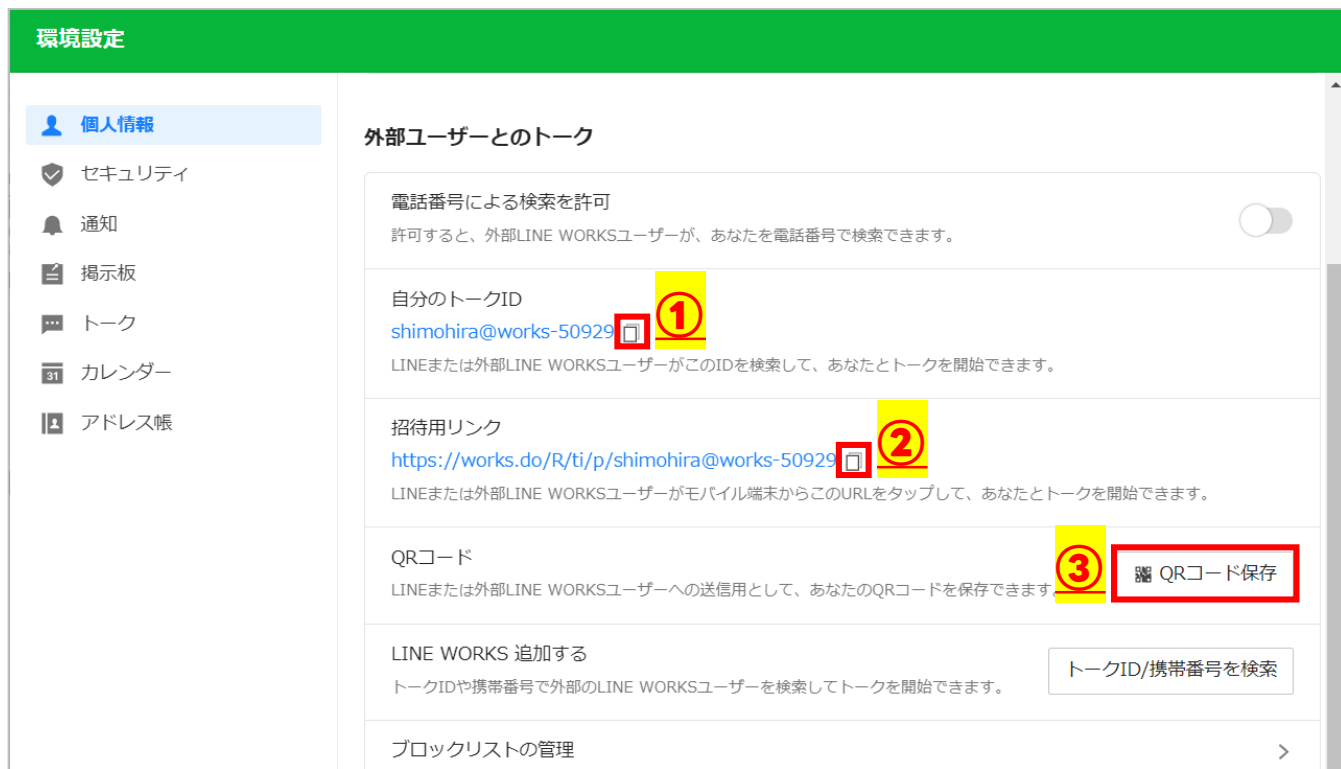 環境設定
個人情報
セキュリティ
通知
掲示板
トーク
31 カレンダー
アドレス帳
外部ユーザーとのトーク
電話番号による検索を許可
許可すると、外部LINE WORKSユーザーが、あなたを電話番号で検索できます。
自分のトークID
shimohira@works-50929 ①
LINEまたは外部LINE WORKSユーザーがこのIDを検索して、あなたとトークを開始できます。
招待用リンク
https://works.do/R/ti/p/shimohira@works-50929 ②
LINEまたは外部LINE WORKSユーザーがモバイル端末からこのURLをタップして、あなたとトークを開始できます。
QRコード
LINEまたは外部LINE WORKSユーザーへの送信用として、あなたのQRコードを保存できます。
③ QRコード保存
LINE WORKS 追加する
トークIDや携帯番号で外部のLINE WORKSユーザーを検索してトークを開始できます。
トークID/携帯番号を検索
ブロックリストの管理